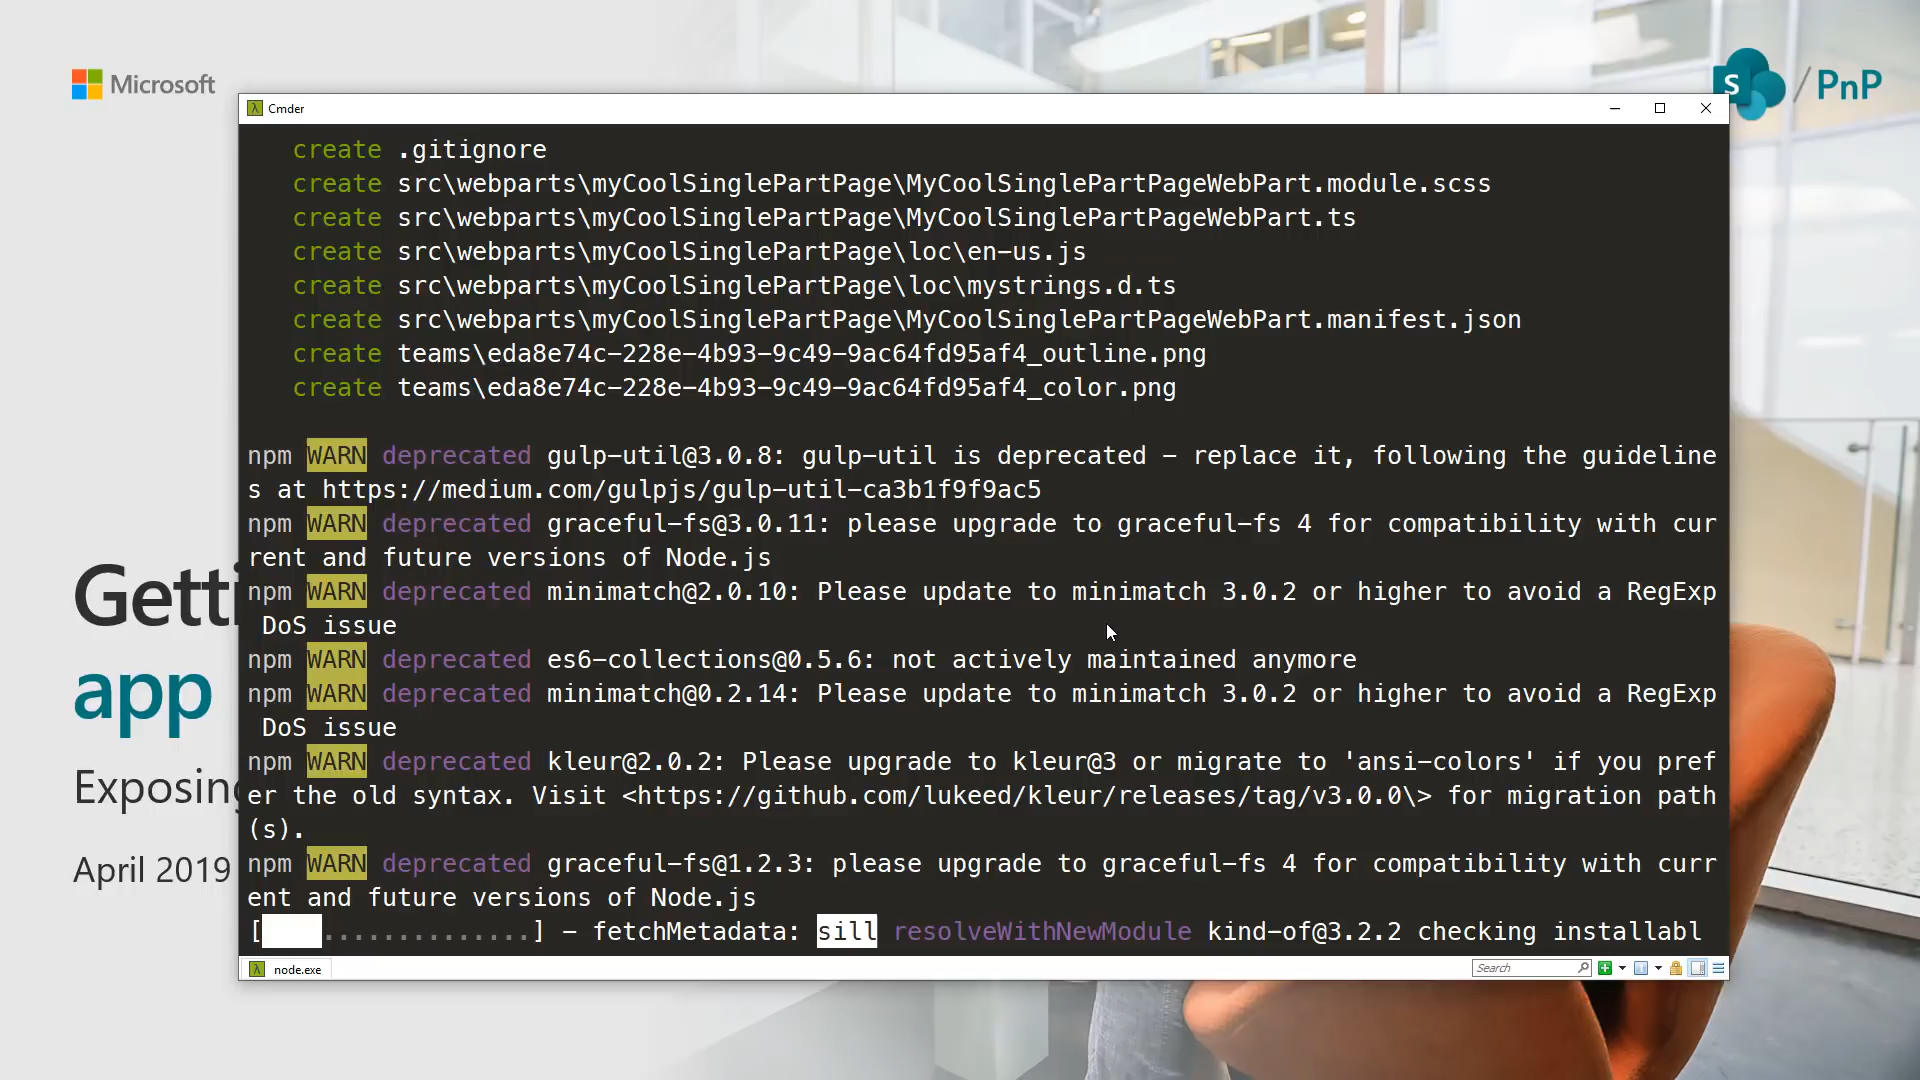 Microsoft
S / PnP
Cmder
create .gitignore
create src\webparts\myCoolSinglePartPage\MyCoolSinglePartPageWebPart.module.scss
create src\webparts\myCoolSinglePartPage\MyCoolSinglePartPageWebPart.ts
create src\webparts\myCoolSinglePartPage\loc\en-us.js
create src\webparts\myCoolSinglePartPage\loc\mystrings.d.ts
create src\webparts\myCoolSinglePartPage\MyCoolSinglePartPageWebPart.manifest.json
create teams\eda8e74c-228e-4b93-9c49-9ac64fd95af4_outline.png
create teams\eda8e74c-228e-4b93-9c49-9ac64fd95af4_color.png
npm WARN deprecated gulp-util@3.0.8: gulp-util is deprecated - replace it, following the guideline
s at https://medium.com/gulpjs/gulp-util-ca3b1f9f9ac5
npm WARN deprecated graceful-fs@3.0.11: please upgrade to graceful-fs 4 for compatibility with cur
rent and future versions of Node.js
npm WARN deprecated minimatch@2.0.10: Please update to minimatch 3.0.2 or higher to avoid a RegExp
DoS issue
npm WARN deprecated es6-collections@0.5.6: not actively maintained anymore
npm WARN deprecated minimatch@0.2.14: Please update to minimatch 3.0.2 or higher to avoid a RegExp
DoS issue
npm WARN deprecated kleur@2.0.2: Please upgrade to kleur@3 or migrate to 'ansi-colors' if you pref
er the old syntax. Visit <https://github.com/lukeed/kleur/releases/tag/v3.0.0\> for migration path
(s).
npm WARN deprecated graceful-fs@1.2.3: please upgrade to graceful-fs 4 for compatibility with curr
ent and future versions of Node.js
[    ..............] - fetchMetadata: sill resolveWithNewModule kind-of@3.2.2 checking installabl
node.exe
Search
Getti
app
Exposing
April 2019